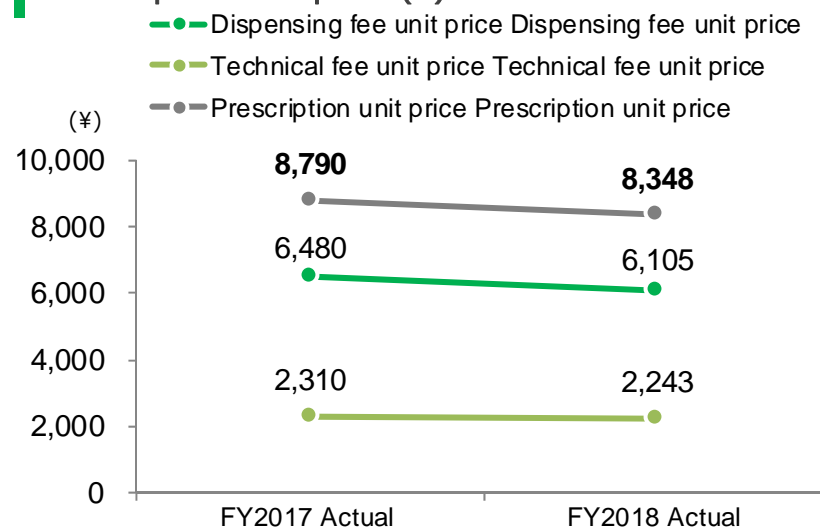 Dispensing fee unit price Dispensing fee unit price
Technical fee unit price Technical fee unit price
Prescription unit price Prescription unit price
(¥)
10,000
8,790
8,348
8,000
6,480
6,105
6,000
4,000
2,310
2,243
2,000
0
FY2017 Actual
FY2018 Actual